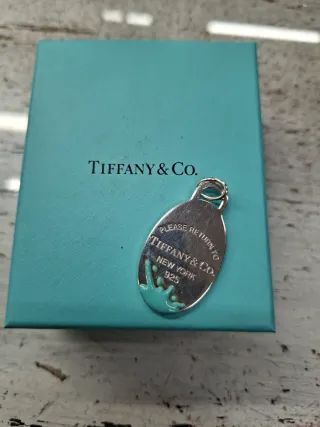 TIFFANY & CO.
PLEASE RETURN TO
TIFFANY & CO.
NEW YORK
925